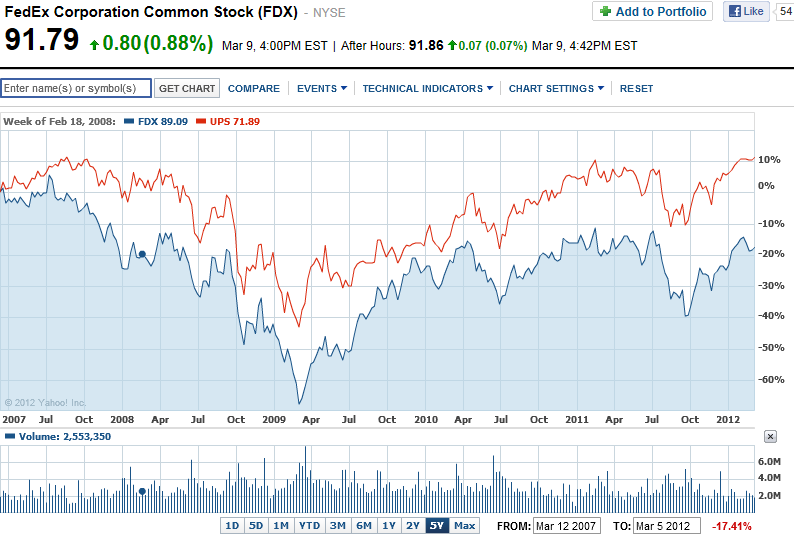 FedEx Corporation Common Stock (FDX) - NYSE
Add to Portfolio
Like
54
91.79 0.80(0.88%) Mar 9, 4:00PM EST | After Hours: 91.86 0.07 (0.07%) Mar 9, 4:42PM EST
Enter name(s) or symbol(s) GET CHART COMPARE EVENTS TECHNICAL INDICATORS CHART SETTINGS RESET
Week of Feb 18, 2008: FDX 89.09 UPS 71.89
10%
0%
-10%
-20%
-30%
-40%
-50%
-60%
© 2012 Yahoo! Inc.
2007 Jul Oct 2008 Apr Jul Oct 2009 Apr Jul Oct 2010 Apr Jul Oct 2011 Apr Jul Oct 2012
Volume: 2,553,350
6.0M
4.0M
2.0M
1D 5D 1M YTD 3M 6M 1Y 2Y 5Y Max FROM: Mar 12 2007 TO: Mar 5 2012 -17.41%